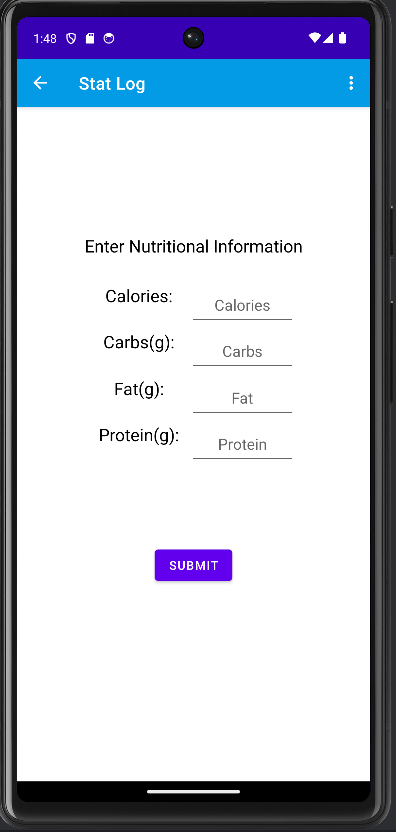 1:48
Stat Log
Enter Nutritional Information
Calories: Calories
Carbs(g): Carbs
Fat(g): Fat
Protein(g): Protein
SUBMIT